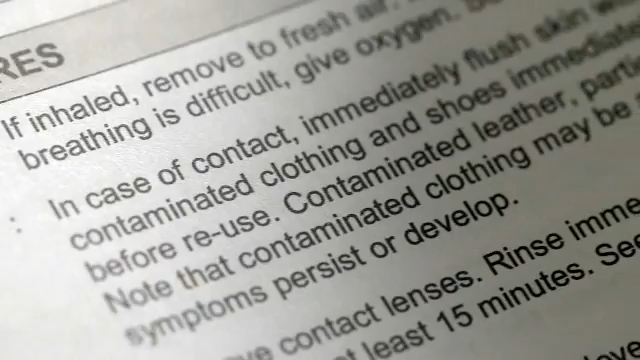 RES
If inhaled, remove to fresh air.
breathing is difficult, give oxygen.
: In case of contact, immediately flush skin
contaminated clothing and shoes
before re-use. Contaminated leather,
Note that contaminated clothing may be
symptoms persist or develop.
contact lenses. Rinse
least 15 minutes. See